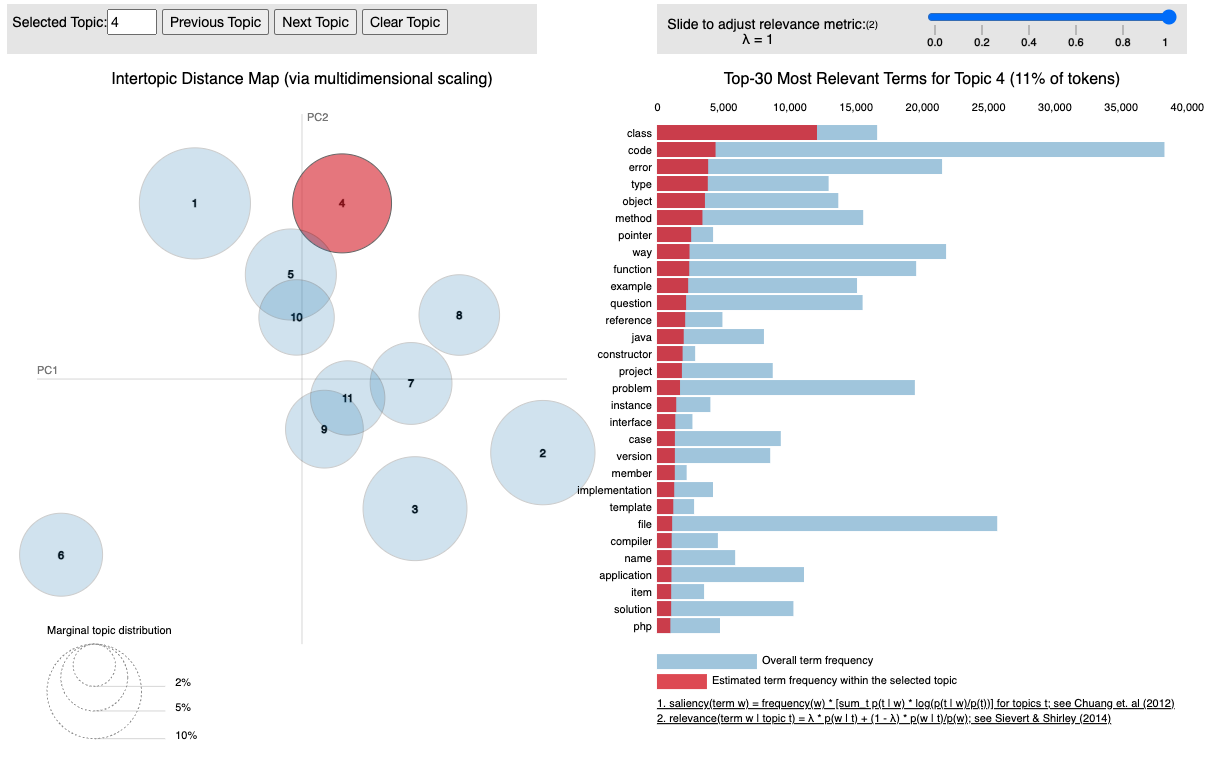 Selected Topic: 4 Previous Topic Next Topic Clear Topic
Slide to adjust relevance metric:(2)
λ = 1
0.0 0.2 0.4 0.6 0.8 1
Intertopic Distance Map (via multidimensional scaling)
PC2
PC1
1
4
5
10
8
7
11
9
2
3
6
Marginal topic distribution
2%
5%
10%
Top-30 Most Relevant Terms for Topic 4 (11% of tokens)
0 5,000 10,000 15,000 20,000 25,000 30,000 35,000 40,000
class
code
error
type
object
method
pointer
way
function
example
question
reference
java
constructor
project
problem
instance
interface
case
version
member
implementation
template
file
compiler
name
application
item
solution
php
Overall term frequency
Estimated term frequency within the selected topic
1. saliency(term w) = frequency(w) * [sum_t p(t | w) * log(p(t | w)/p(t))] for topics t; see Chuang et. al (2012)
2. relevance(term w | topic t) = λ * p(w | t) + (1 - λ) * p(w | t)/p(w); see Sievert & Shirley (2014)